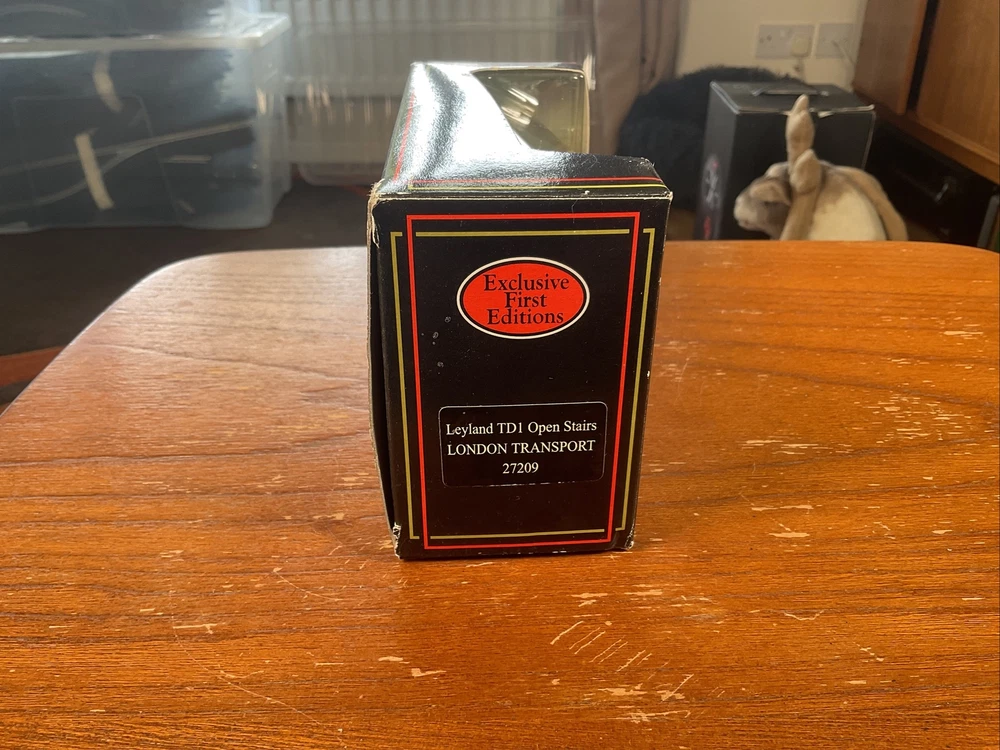 Exclusive
First
Editions
Leyland TD1 Open Stairs
LONDON TRANSPORT
27209